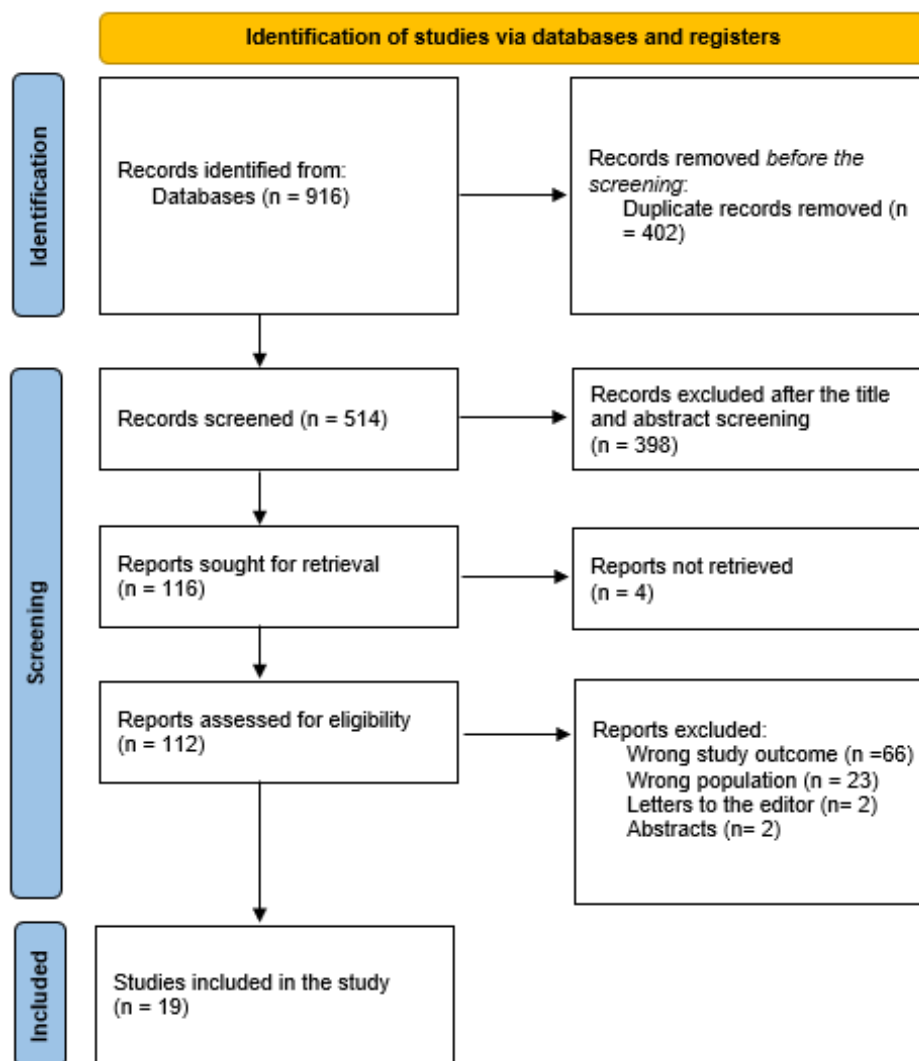 Identification of studies via databases and registers
Identification
Records identified from:
Databases (n = 916)
Records removed before the
screening:
Duplicate records removed (n
= 402)
Screening
Records screened (n = 514)
Records excluded after the title
and abstract screening
(n = 398)
Reports sought for retrieval
(n = 116)
Reports not retrieved
(n = 4)
Reports assessed for eligibility
(n = 112)
Reports excluded:
Wrong study outcome (n =66)
Wrong population (n = 23)
Letters to the editor (n= 2)
Abstracts (n= 2)
Included
Studies included in the study
(n = 19)